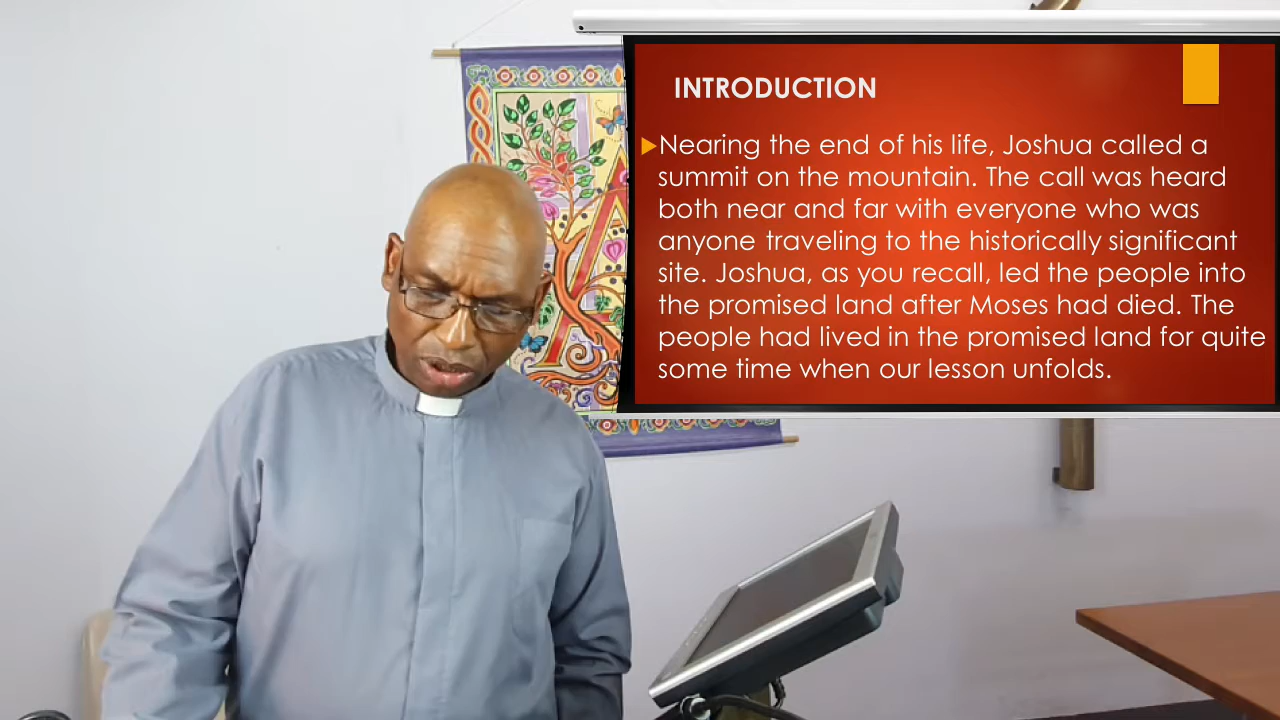 INTRODUCTION
Nearing the end of his life, Joshua called a
summit on the mountain. The call was heard
both near and far with everyone who was
anyone traveling to the historically significant
site. Joshua, as you recall, led the people into
the promised land after Moses had died. The
people had lived in the promised land for quite
some time when our lesson unfolds.